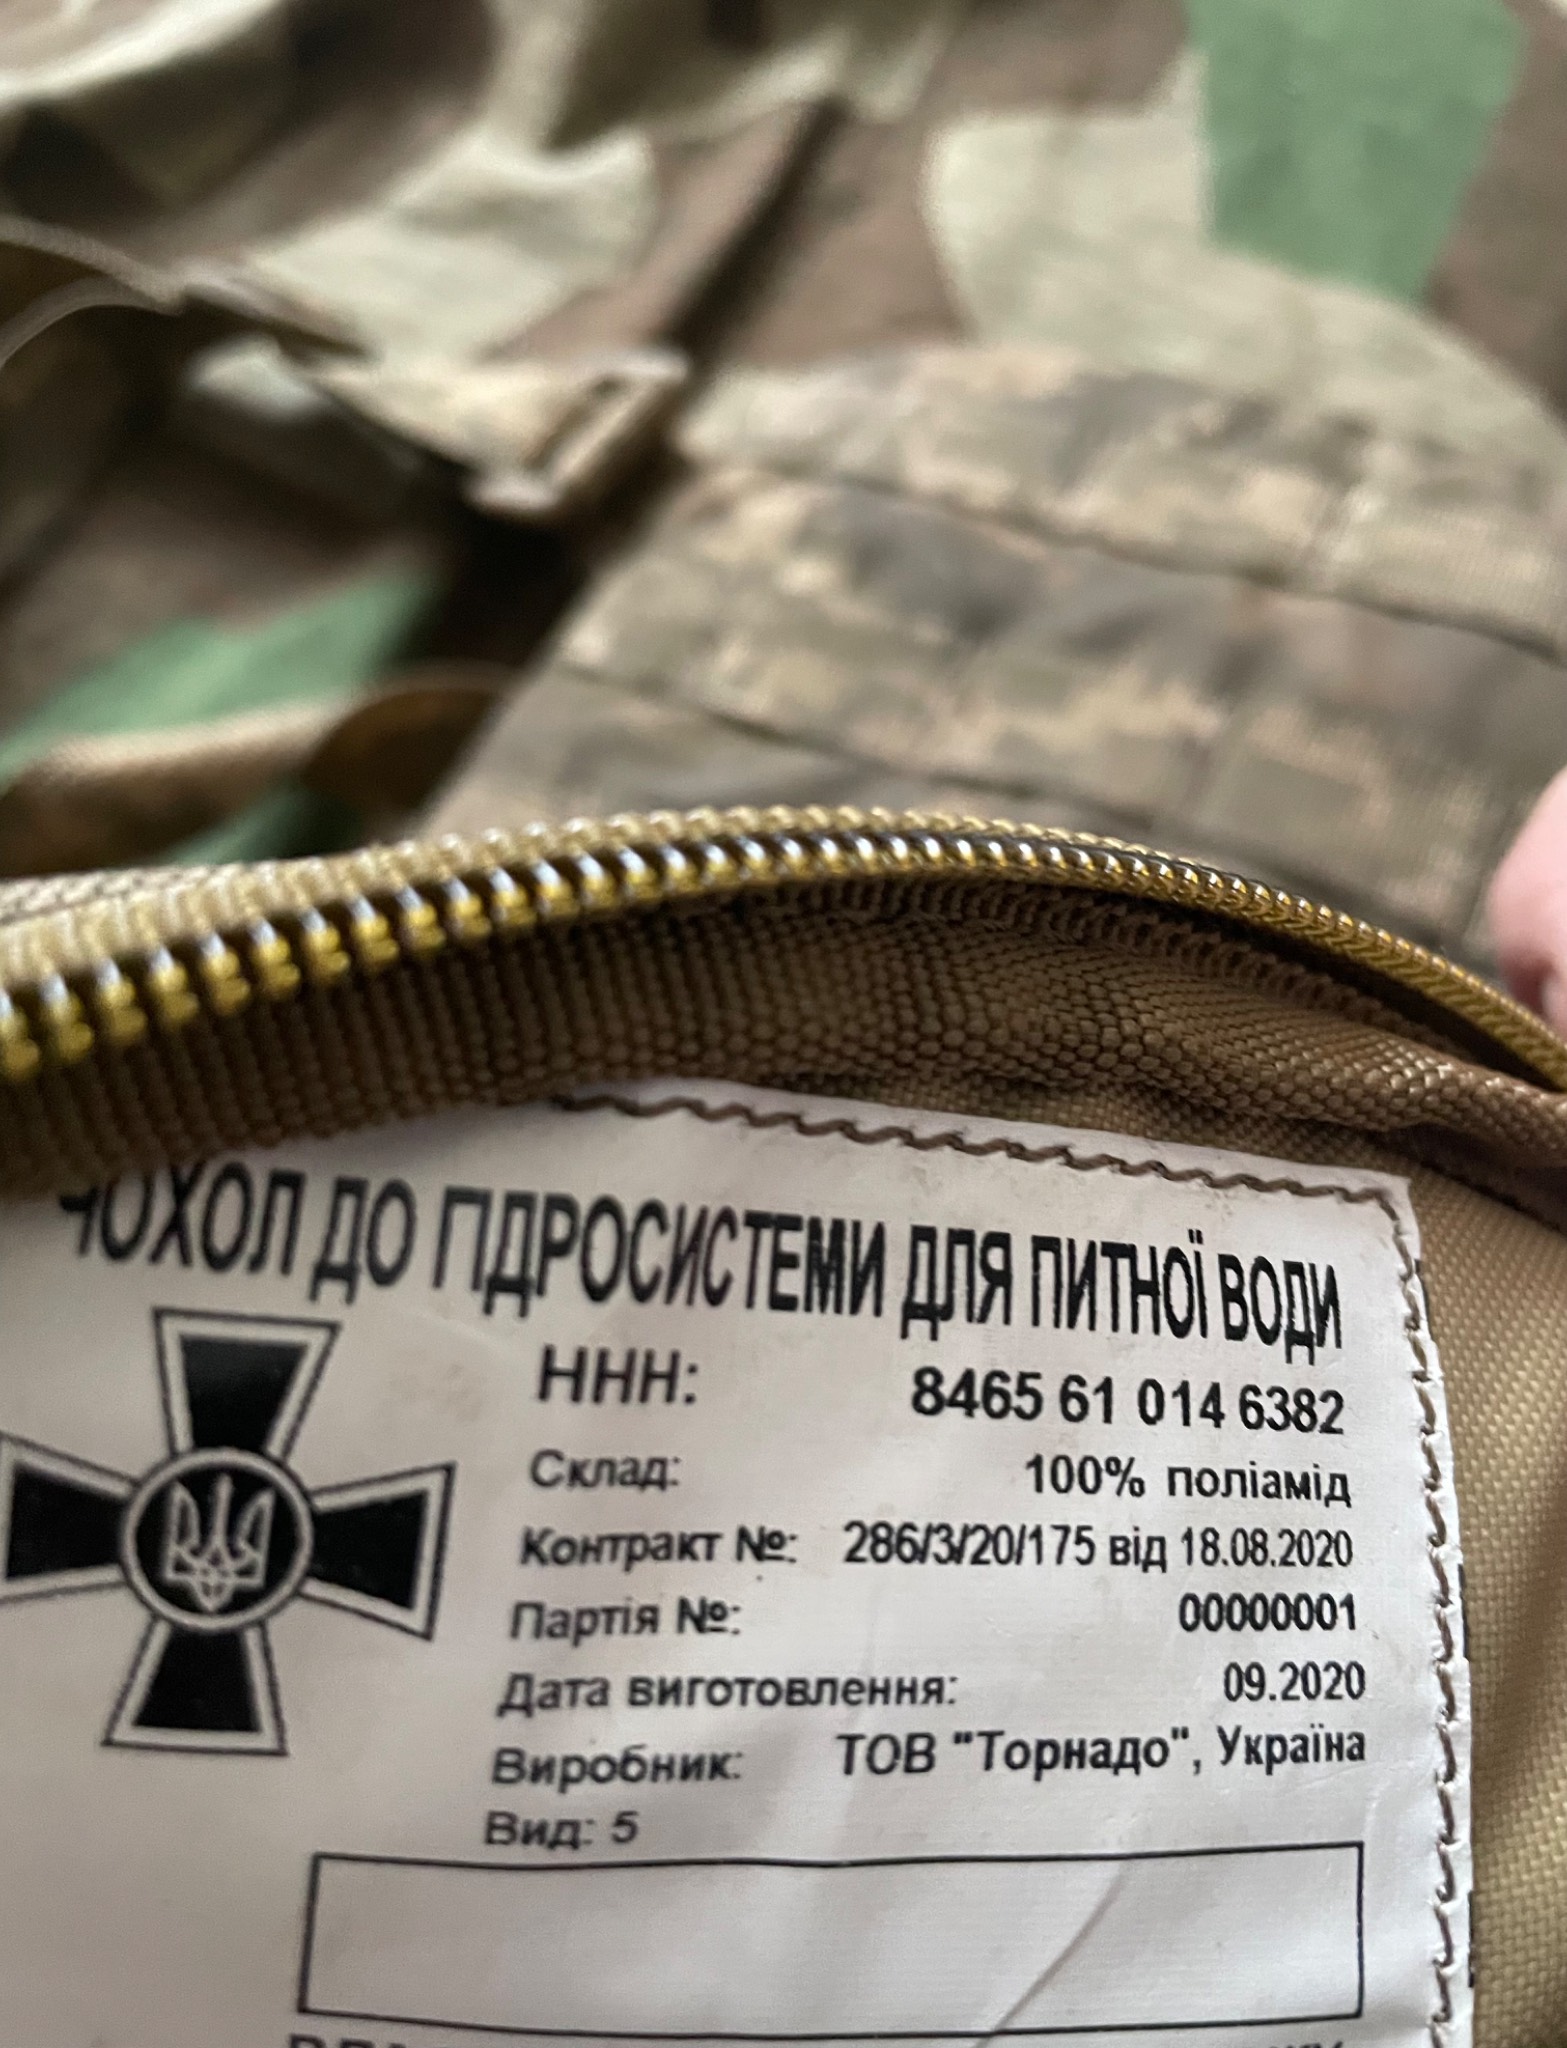 ЧОХОЛ ДО ГІДРОСИСТЕМИ ДЛЯ ПИТНОЇ ВОДИ
ННН: 8465 61 014 6382
Склад: 100% поліамід
Контракт №: 286/3/20/175 від 18.08.2020
Партія №: 00000001
Дата виготовлення: 09.2020
Виробник: ТОВ "Торнадо", Україна
Вид: 5